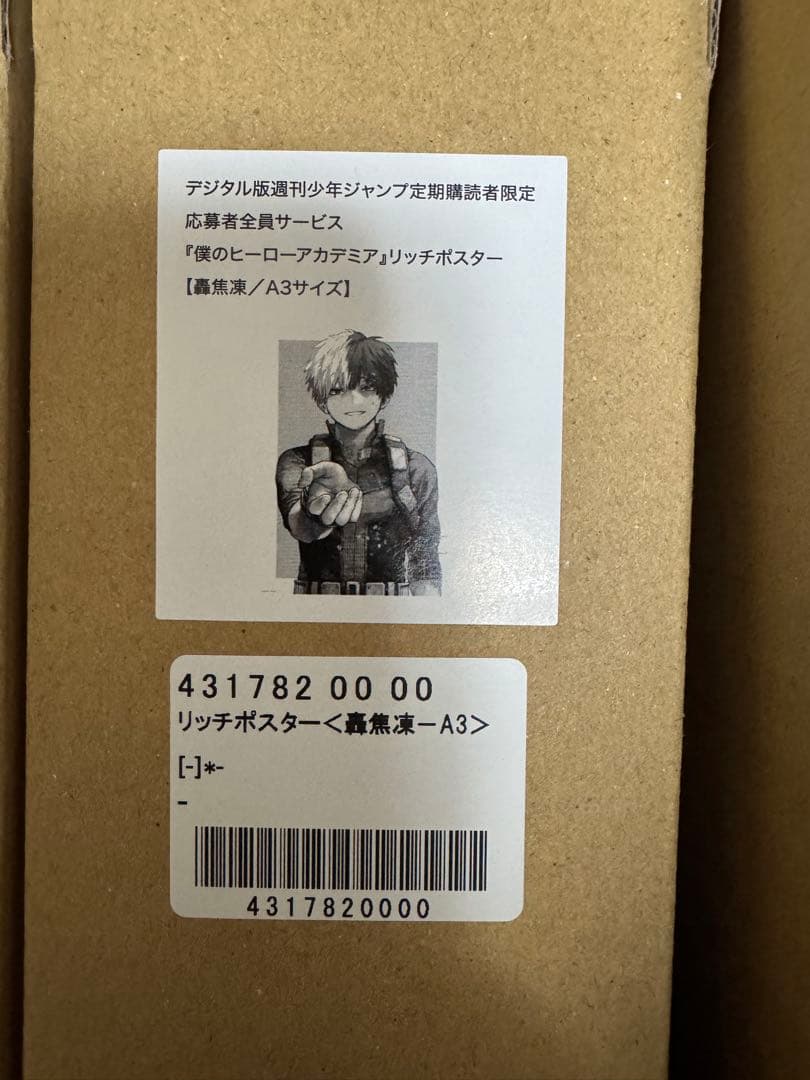 デジタル版週刊少年ジャンプ定期購読者限定
応募者全員サービス
『僕のヒーローアカデミア』リッチポスター
【轟焦凍／A3サイズ】
431782 00 00
リッチポスター＜轟焦凍－A3＞
[-]*-
-
4317820000